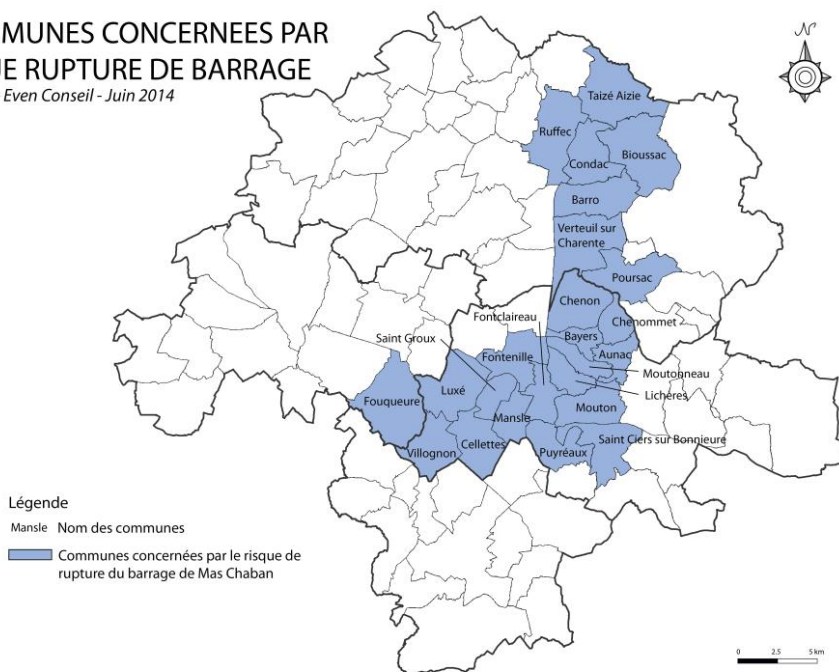 MUNES CONCERNEES PAR
E RUPTURE DE BARRAGE
Even Conseil - Juin 2014
N
Taizé Aizie
Ruffec
Bioussac
Condac
Barro
Verteuil sur
Charente
Poursac
Chenon
Fontclaireau
Chenommet
Saint Groux
Bayers
Fontenille
Aunac
Moutonneau
Luxé
Lichères
Fouqueure
Mouton
Mansle
Saint Ciers sur Bonnieure
Cellettes
Villognon
Puyréaux
Légende
Mansle Nom des communes
Communes concernées par le risque de
rupture du barrage de Mas Chaban
0 2.5 5 km